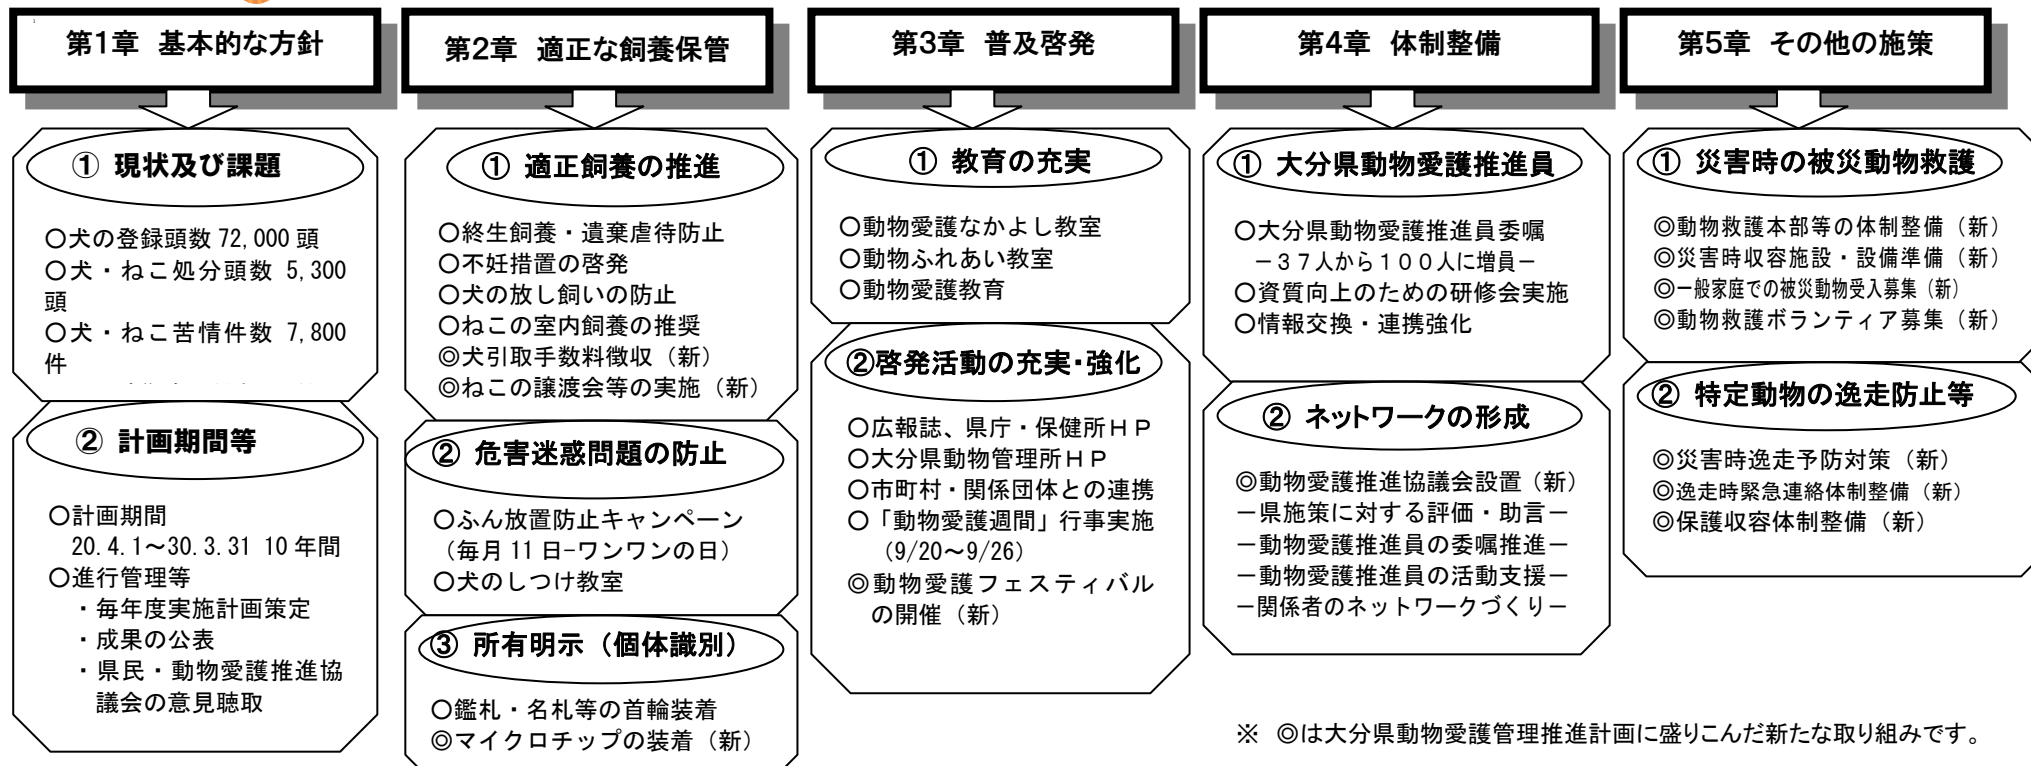 第1章 基本的な方針
① 現状及び課題
○犬の登録頭数 72,000 頭
○犬・ねこ処分頭数 5,300
頭
○犬・ねこ苦情件数 7,800
件
② 計画期間等
○計画期間
20.4.1～30.3.31 10 年間
○進行管理等
・毎年度実施計画策定
・成果の公表
・県民・動物愛護推進協
議会の意見聴取
第2章 適正な飼養保管
① 適正飼養の推進
○終生飼養・遺棄虐待防止
○不妊措置の啓発
○犬の放し飼いの防止
○ねこの室内飼養の推奨
◎犬引取手数料徴収（新）
◎ねこの譲渡会等の実施（新）
② 危害迷惑問題の防止
○ふん放置防止キャンペーン
（毎月 11 日-ワンワンの日）
○犬のしつけ教室
③ 所有明示（個体識別）
○鑑札・名札等の首輪装着
◎マイクロチップの装着（新）
第3章 普及啓発
① 教育の充実
○動物愛護なかよし教室
○動物ふれあい教室
○動物愛護教育
②啓発活動の充実・強化
○広報誌、県庁・保健所ＨＰ
○大分県動物管理所ＨＰ
○市町村・関係団体との連携
○「動物愛護週間」行事実施
（9/20～9/26）
◎動物愛護フェスティバル
の開催（新）
第4章 体制整備
① 大分県動物愛護推進員
○大分県動物愛護推進員委嘱
－３７人から１００人に増員－
○資質向上のための研修会実施
○情報交換・連携強化
② ネットワークの形成
◎動物愛護推進協議会設置（新）
－県施策に対する評価・助言－
－動物愛護推進員の委嘱推進－
－動物愛護推進員の活動支援－
－関係者のネットワークづくり－
第5章 その他の施策
① 災害時の被災動物救護
◎動物救護本部等の体制整備（新）
◎災害時収容施設・設備準備（新）
◎一般家庭での被災動物受入募集（新）
◎動物救護ボランティア募集（新）
② 特定動物の逸走防止等
◎災害時逸走予防対策（新）
◎逸走時緊急連絡体制整備（新）
◎保護収容体制整備（新）
※ ◎は大分県動物愛護管理推進計画に盛りこんだ新たな取り組みです。